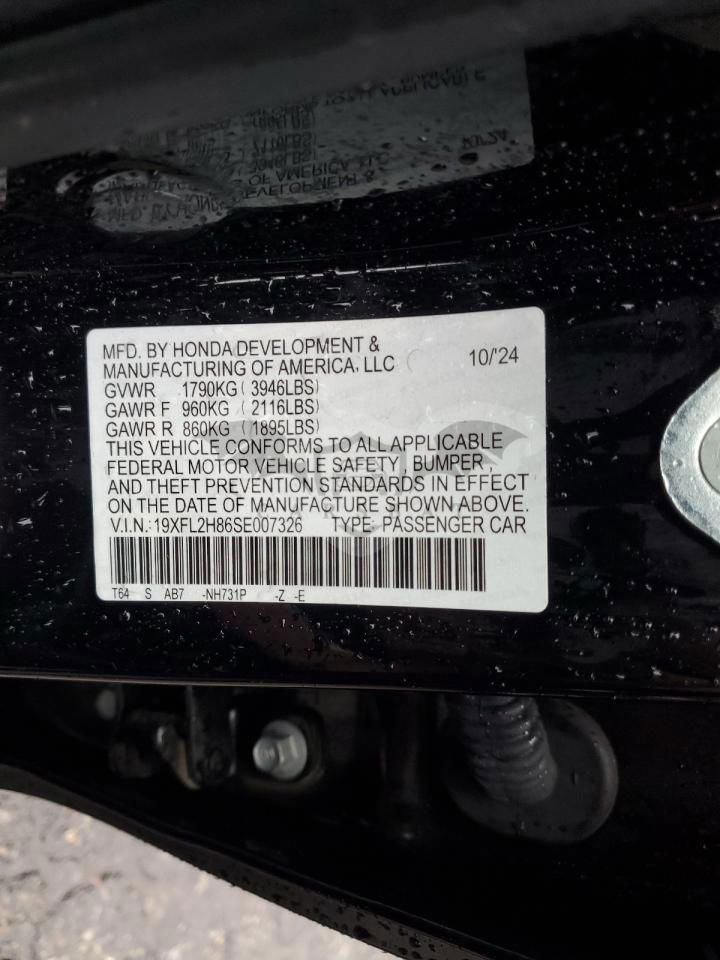 MFD. BY HONDA DEVELOPMENT &
MANUFACTURING OF AMERICA, LLC 10/'24
GVWR 1790KG ( 3946LBS)
GAWR F 960KG ( 2116LBS)
GAWR R 860KG ( 1895LBS)
THIS VEHICLE CONFORMS TO ALL APPLICABLE
FEDERAL MOTOR VEHICLE SAFETY, BUMPER,
AND THEFT PREVENTION STANDARDS IN EFFECT
ON THE DATE OF MANUFACTURE SHOWN ABOVE.
V.I.N.:19XFL2H86SE007326 TYPE: PASSENGER CAR
T64 S AB7 -NH731P -Z -E